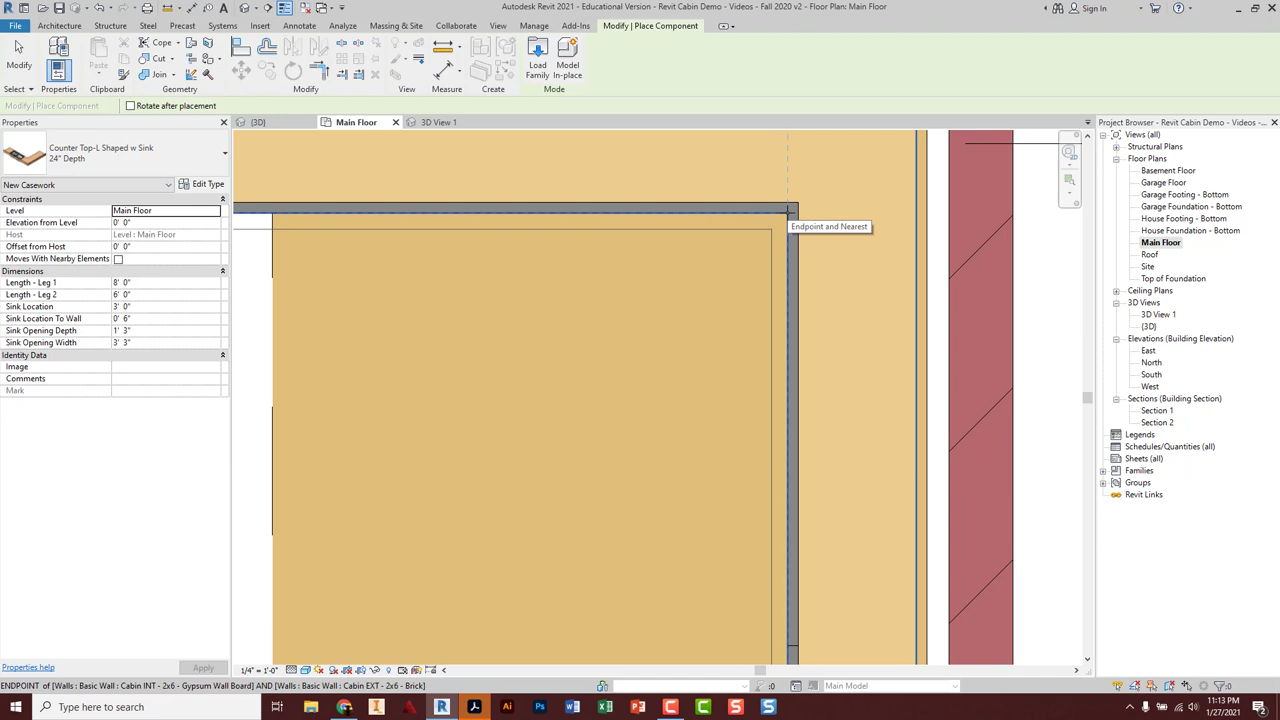 Autodesk Revit 2021 - Educational Version - Revit Cabin Demo - Videos - Fall 2020 v2 - Floor Plan: Main Floor
Sign In
File Architecture Structure Steel Precast Systems Insert Annotate Analyze Massing & Site Collaborate View Manage Add-Ins Modify | Place Component
Modify Paste Cope Cut Join Load Family Model In-place
Select Properties Clipboard Geometry Modify View Measure Create Mode
Modify | Place Component Rotate after placement
Properties
{3D} Main Floor 3D View 1
Project Browser - Revit Cabin Demo - Videos - Fall 2020 v2
Counter Top-L Shaped w Sink
24" Depth
New Casework Edit Type
Constraints
Level Main Floor
Elevation from Level 0' 0"
Host Level : Main Floor
Offset from Host 0' 0"
Moves With Nearby Elements
Dimensions
Length - Leg 1 8' 0"
Length - Leg 2 6' 0"
Sink Location 3' 0"
Sink Location To Wall 0' 6"
Sink Opening Depth 1' 3"
Sink Opening Width 3' 3"
Identity Data
Image
Comments
Mark
Properties help Apply
Endpoint and Nearest
Views (all)
Structural Plans
Floor Plans
Basement Floor
Garage Floor
Garage Footing - Bottom
Garage Foundation - Bottom
House Footing - Bottom
House Foundation - Bottom
Main Floor
Roof
Site
Top of Foundation
Ceiling Plans
3D Views
3D View 1
{3D}
Elevations (Building Elevation)
East
North
South
West
Sections (Building Section)
Section 1
Section 2
Legends
Schedules/Quantities (all)
Sheets (all)
Families
Groups
Revit Links
1/4" = 1'-0"
ENDPOINT of [Walls : Basic Wall : Cabin INT - 2x6 - Gypsum Wall Board] AND [Walls : Basic Wall : Cabin EXT - 2x6 - Brick]
:0
Main Model
:0
Type here to search
11:13 PM
1/27/2021